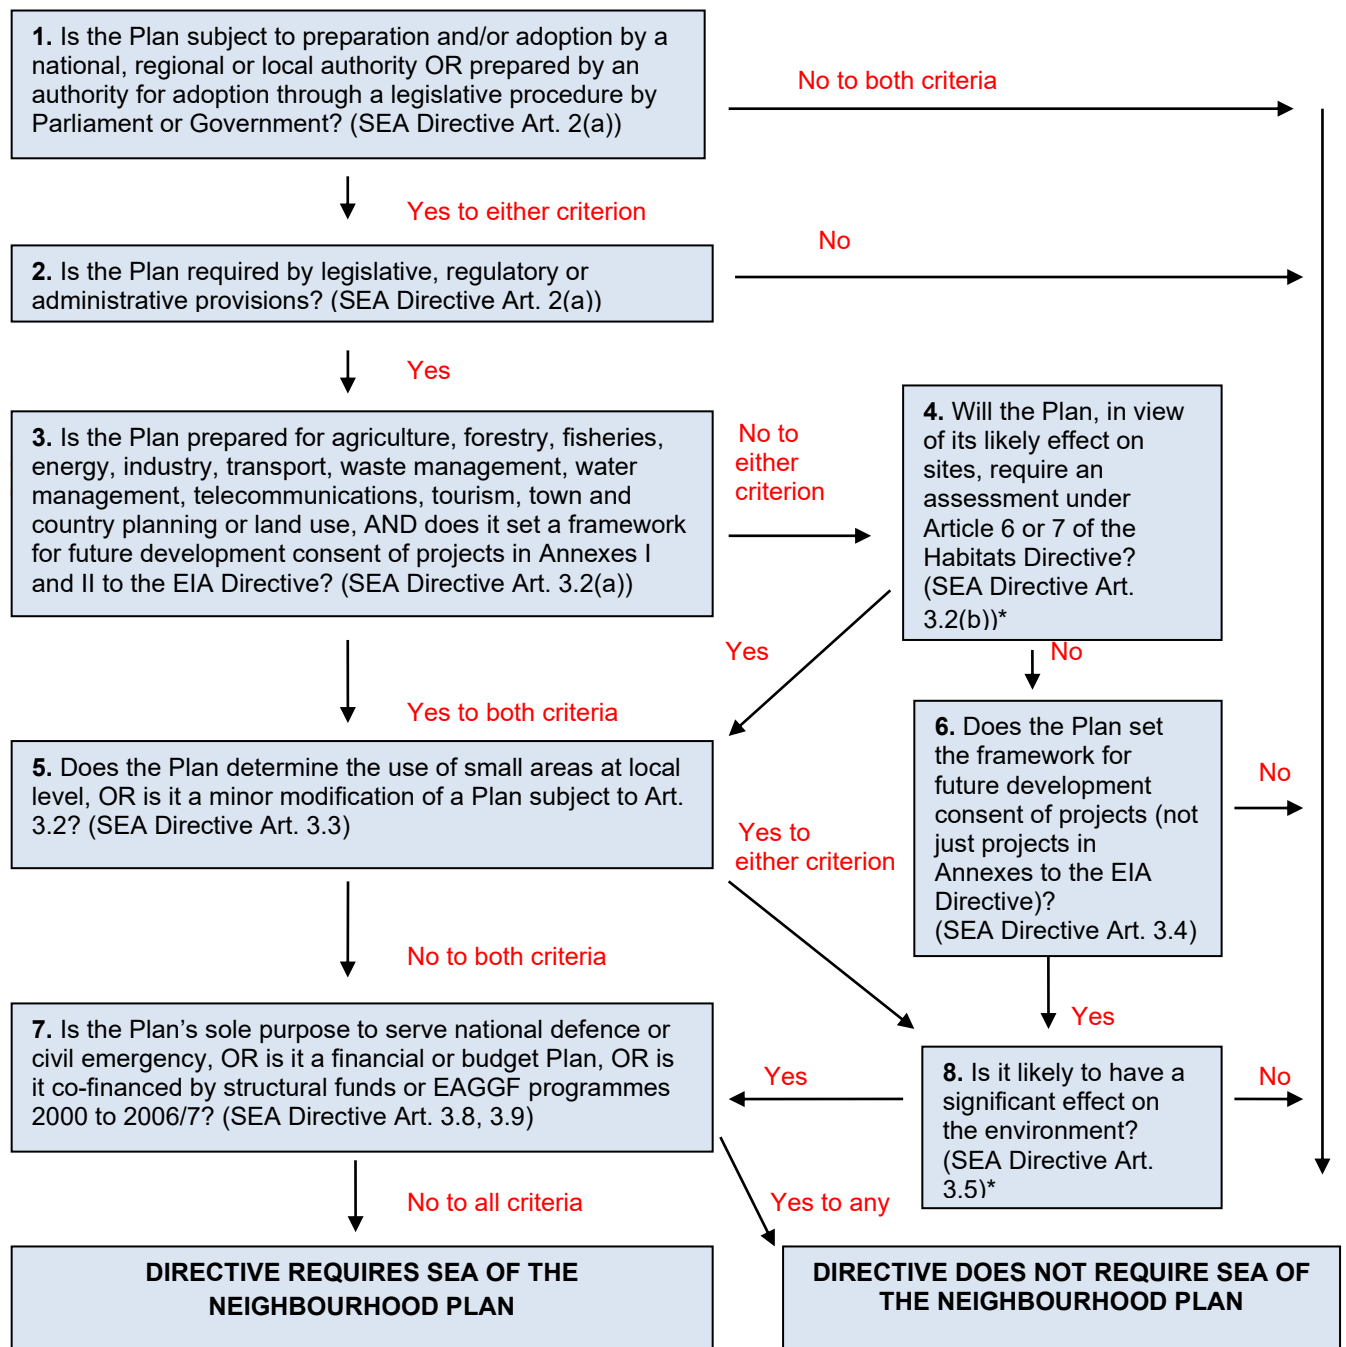 1. Is the Plan subject to preparation and/or adoption by a
national, regional or local authority OR prepared by an
authority for adoption through a legislative procedure by
Parliament or Government? (SEA Directive Art. 2(a))
No to both criteria
Yes to either criterion
2. Is the Plan required by legislative, regulatory or
administrative provisions? (SEA Directive Art. 2(a))
No
Yes
3. Is the Plan prepared for agriculture, forestry, fisheries,
energy, industry, transport, waste management, water
management, telecommunications, tourism, town and
country planning or land use, AND does it set a framework
for future development consent of projects in Annexes I
and II to the EIA Directive? (SEA Directive Art. 3.2(a))
No to
either
criterion
4. Will the Plan, in view
of its likely effect on
sites, require an
assessment under
Article 6 or 7 of the
Habitats Directive?
(SEA Directive Art.
3.2(b))*
Yes
No
Yes to both criteria
5. Does the Plan determine the use of small areas at local
level, OR is it a minor modification of a Plan subject to Art.
3.2? (SEA Directive Art. 3.3)
Yes to
either criterion
6. Does the Plan set
the framework for
future development
consent of projects (not
just projects in
Annexes to the EIA
Directive)?
(SEA Directive Art. 3.4)
No
No to both criteria
Yes
7. Is the Plan’s sole purpose to serve national defence or
civil emergency, OR is it a financial or budget Plan, OR is
it co-financed by structural funds or EAGGF programmes
2000 to 2006/7? (SEA Directive Art. 3.8, 3.9)
Yes
8. Is it likely to have a
significant effect on
the environment?
(SEA Directive Art.
3.5)*
No
No to all criteria
Yes to any
DIRECTIVE REQUIRES SEA OF THE
NEIGHBOURHOOD PLAN
DIRECTIVE DOES NOT REQUIRE SEA OF
THE NEIGHBOURHOOD PLAN